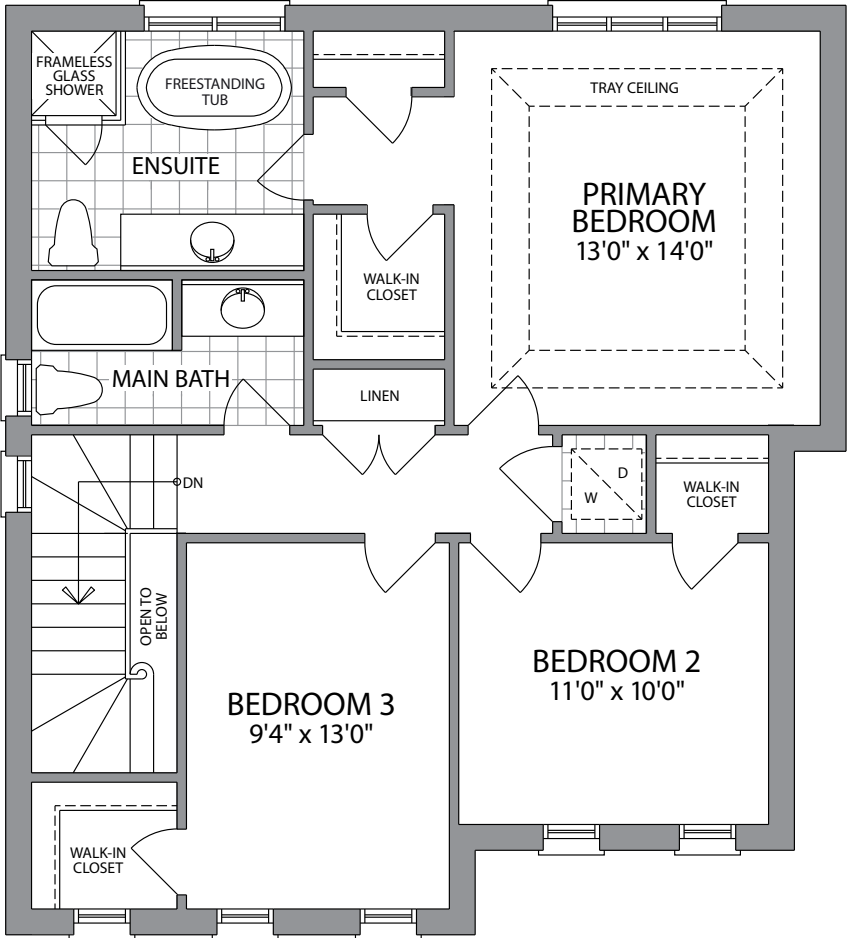 FRAMELESS
GLASS
SHOWER
FREESTANDING
TUB
ENSUITE
TRAY CEILING
PRIMARY
BEDROOM
13'0" x 14'0"
WALK-IN
CLOSET
MAIN BATH
LINEN
DN
W
D
WALK-IN
CLOSET
OPEN TO
BELOW
BEDROOM 3
9'4" x 13'0"
BEDROOM 2
11'0" x 10'0"
WALK-IN
CLOSET